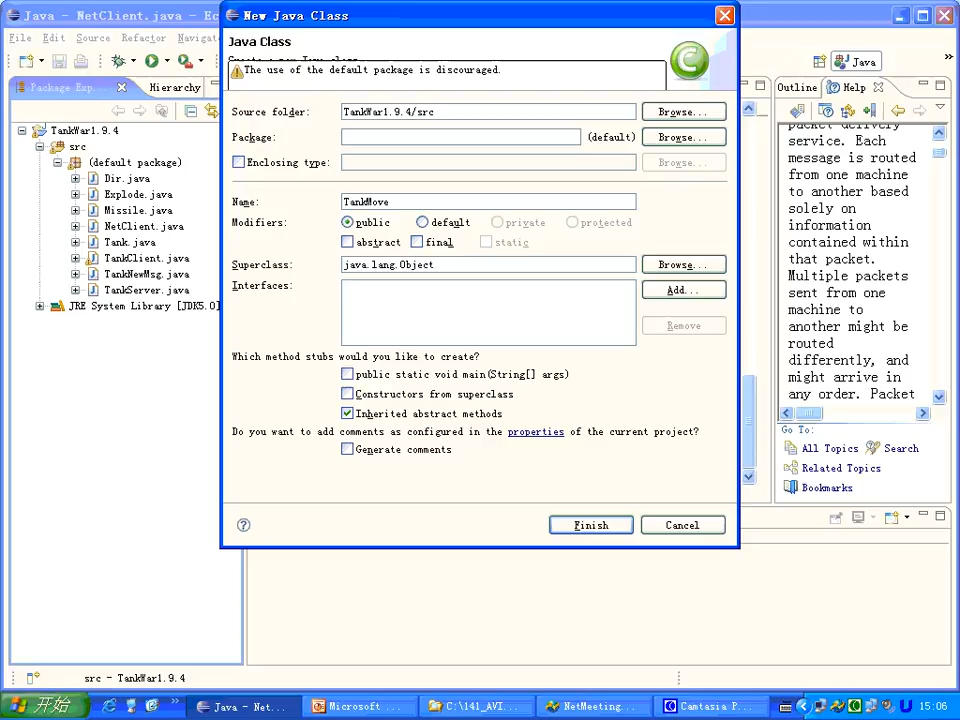 Java - NetClient.java - Ec
File Edit Source Refactor Navigat
Java
Package Exp...
Hierarchy
TankWar1.9.4
src
(default package)
Dir.java
Explode.java
Missile.java
NetClient.java
Tank.java
TankClient.java
TankNewMsg.java
TankServer.java
JRE System Library [JDK5.0]
New Java Class
Java Class
The use of the default package is discouraged.
Source folder: TankWar1.9.4/src Browse...
Package: (default) Browse...
Enclosing type: Browse...
Name: TankMove
Modifiers: public default private protected
abstract final static
Superclass: java.lang.Object Browse...
Interfaces: Add...
Remove
Which method stubs would you like to create?
public static void main(String[] args)
Constructors from superclass
Inherited abstract methods
Do you want to add comments as configured in the properties of the current project?
Generate comments
Finish Cancel
Outline Help
packet delivery
service. Each
message is routed
from one machine
to another based
solely on
information
contained within
that packet.
Multiple packets
sent from one
machine to
another might be
routed
differently, and
might arrive in
any order. Packet
Go To:
All Topics Search
Related Topics
Bookmarks
src - TankWar1.9.4
开始
Java - Net...
Microsoft ...
C:\141_AVI...
NetMeeting...
Camtasia P...
15:06